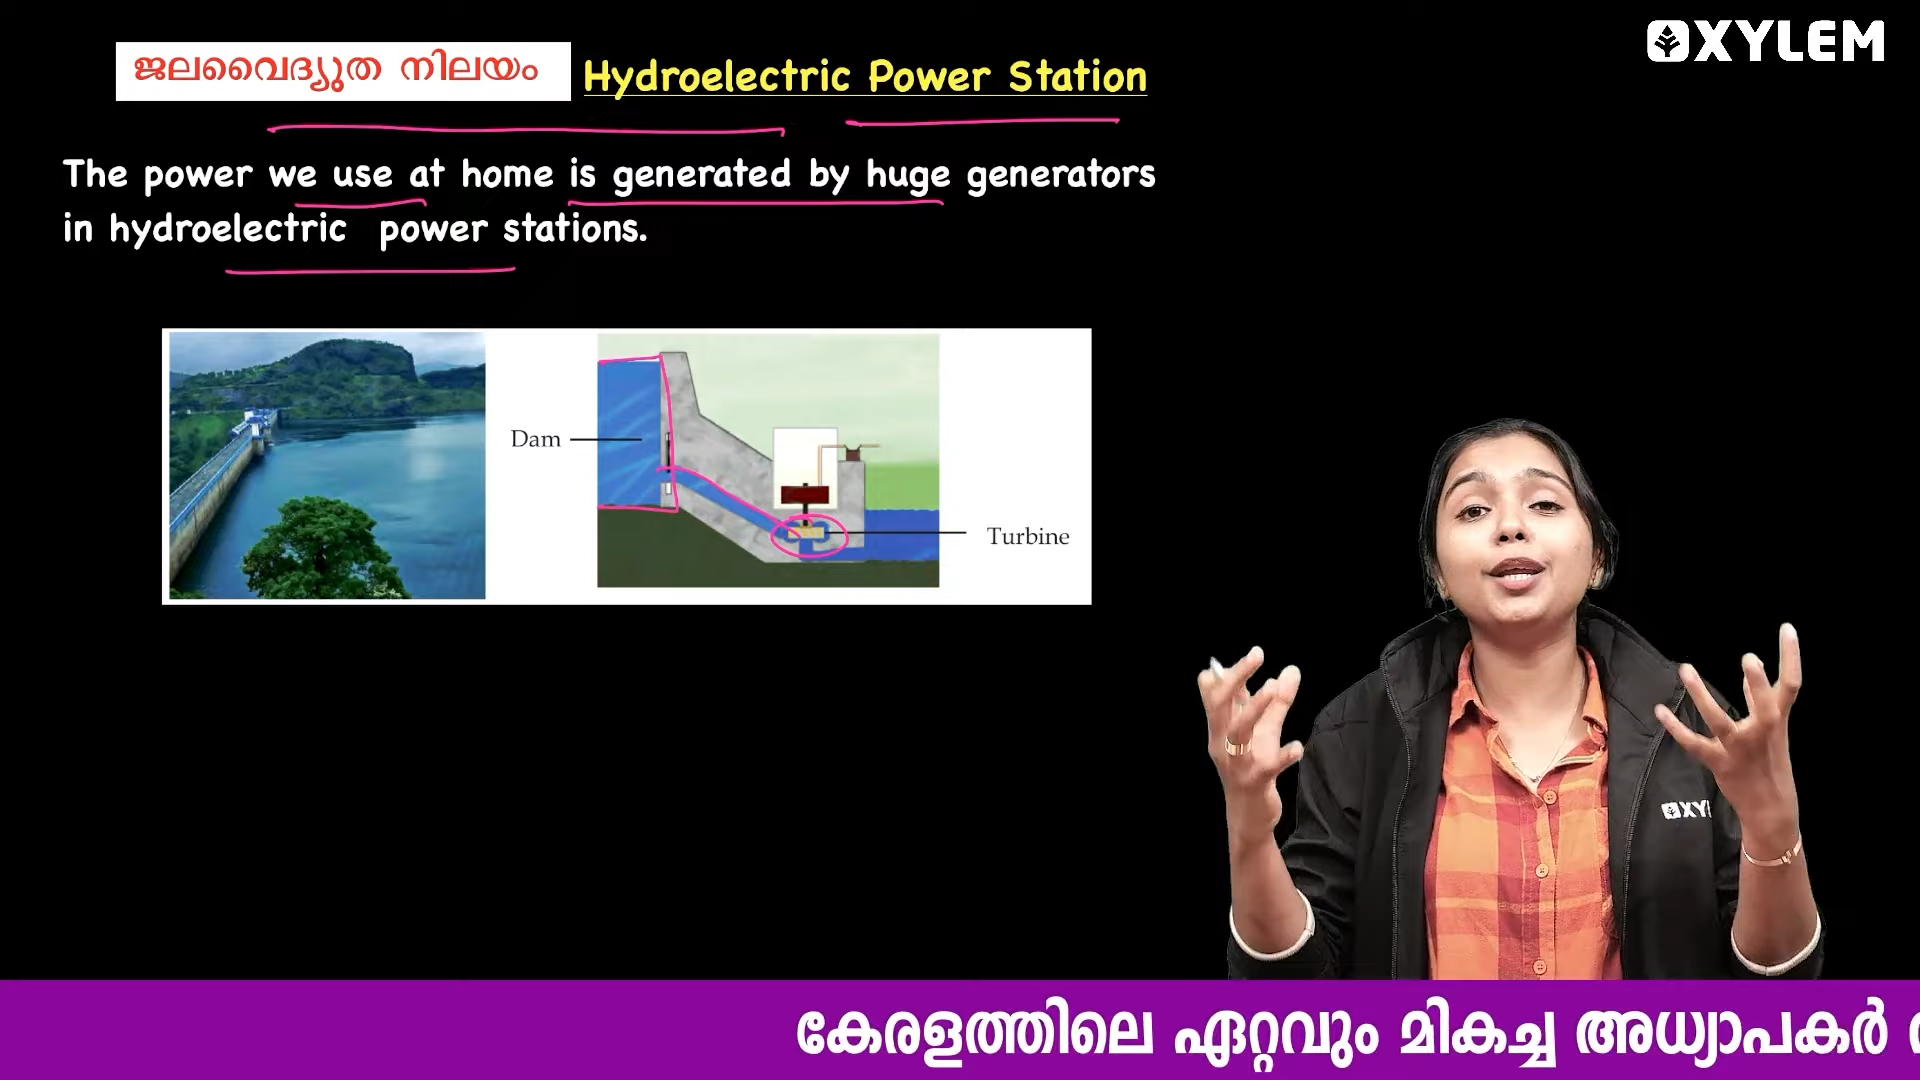 ജലവൈദ്യുത നിലയം Hydroelectric Power Station
XYLEM
The power we use at home is generated by huge generators
in hydroelectric power stations.
Dam
Turbine
കേരളത്തിലെ ഏറ്റവും മികച്ച അധ്യാപകർ